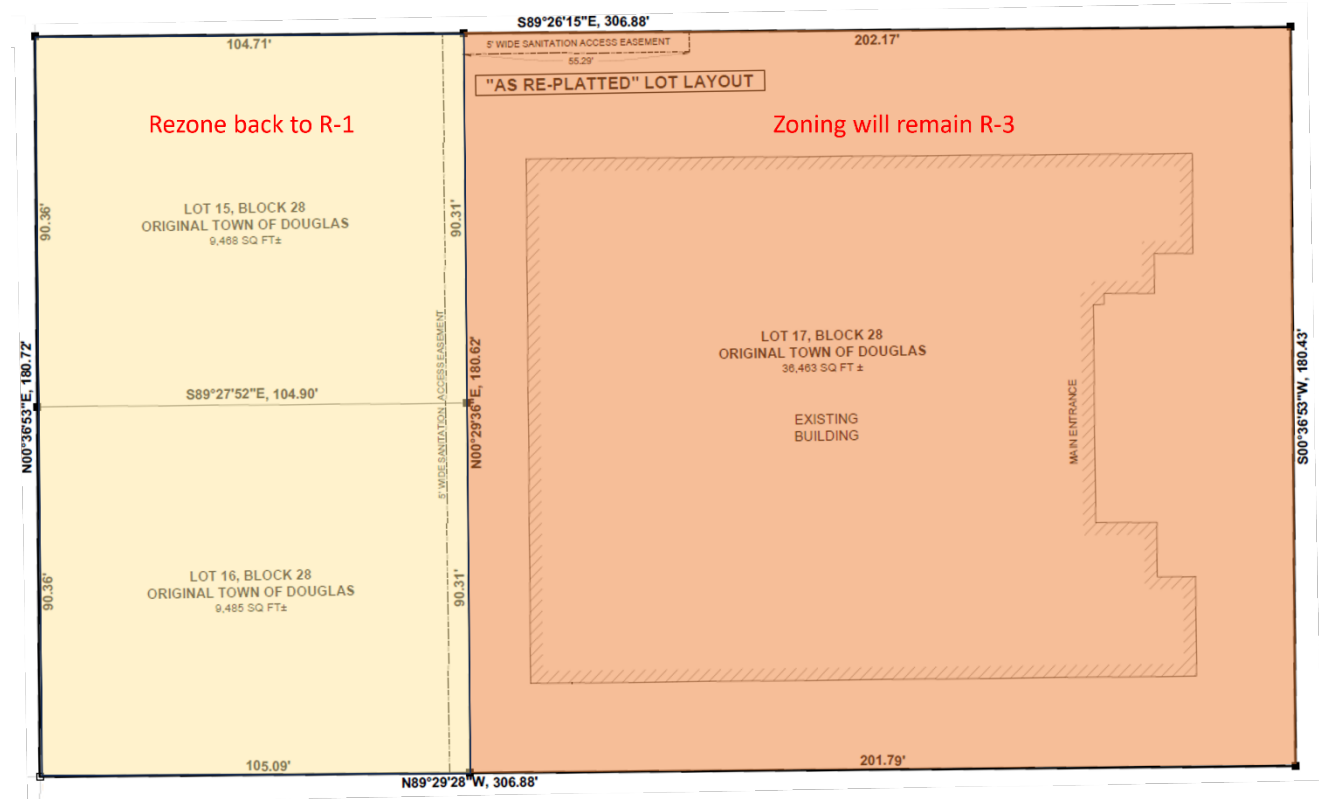 S89°26'15"E, 306.88'
104.71'
5' WIDE SANITATION ACCESS EASEMENT
202.17'
55.29'
"AS RE-PLATTED" LOT LAYOUT
Rezone back to R-1
Zoning will remain R-3
LOT 15, BLOCK 28
ORIGINAL TOWN OF DOUGLAS
9,468 SQ FT±
90.36'
90.31'
N00°36'53"E, 180.72'
5' WIDE SANITATION ACCESS EASEMENT
N00°29'36"E, 180.62'
S89°27'52"E, 104.90'
LOT 17, BLOCK 28
ORIGINAL TOWN OF DOUGLAS
36,463 SQ FT ±
EXISTING
BUILDING
MAIN ENTRANCE
S00°36'53"W, 180.43'
LOT 16, BLOCK 28
ORIGINAL TOWN OF DOUGLAS
9,485 SQ FT±
90.36'
90.31'
105.09'
N89°29'28"W, 306.88'
201.79'